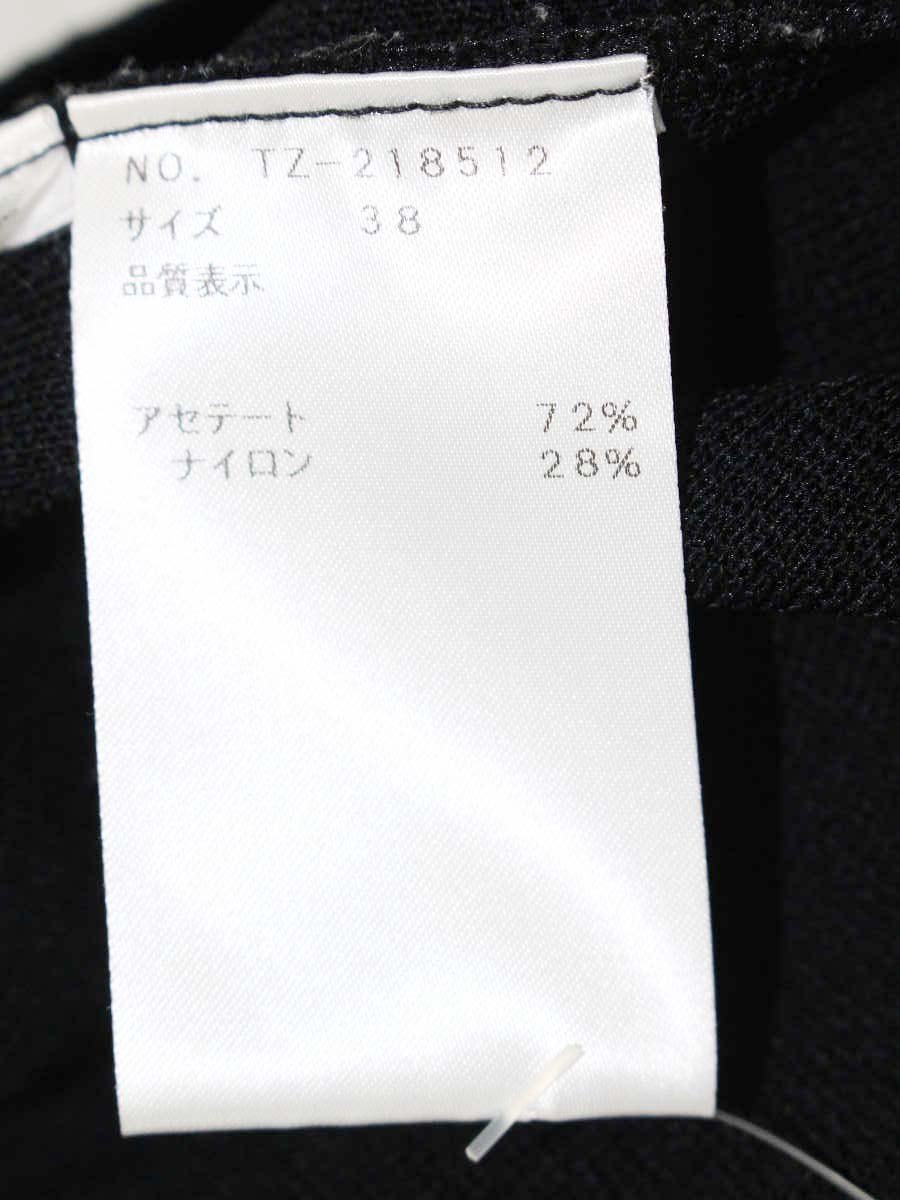 NO. TZ-218512
サイズ 38
品質表示
アセテート 72%
ナイロン 28%